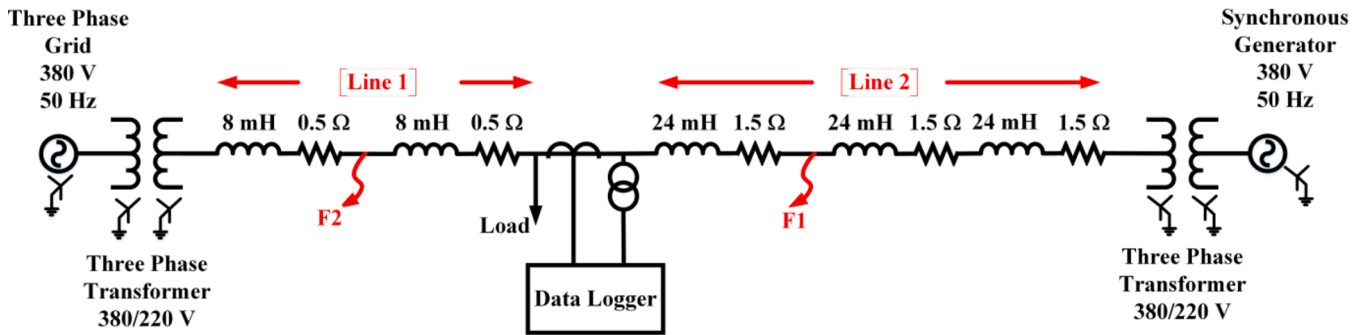 Three Phase
Grid
380 V
50 Hz
[Line 1]
[Line 2]
Synchronous
Generator
380 V
50 Hz
8 mH 0.5 Ω 8 mH 0.5 Ω 24 mH 1.5 Ω 24 mH 1.5 Ω 24 mH 1.5 Ω
F2
Load
F1
Three Phase
Transformer
380/220 V
Data Logger
Three Phase
Transformer
380/220 V